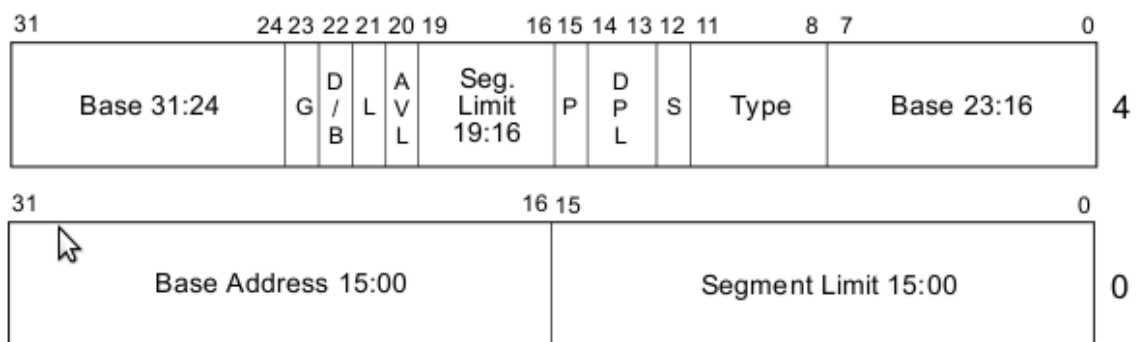 31 24 23 22 21 20 19 16 15 14 13 12 11 8 7 0
Base 31:24 G D/B L AVL Seg. Limit 19:16 P DPL S Type Base 23:16 4
31 16 15 0
Base Address 15:00 Segment Limit 15:00 0